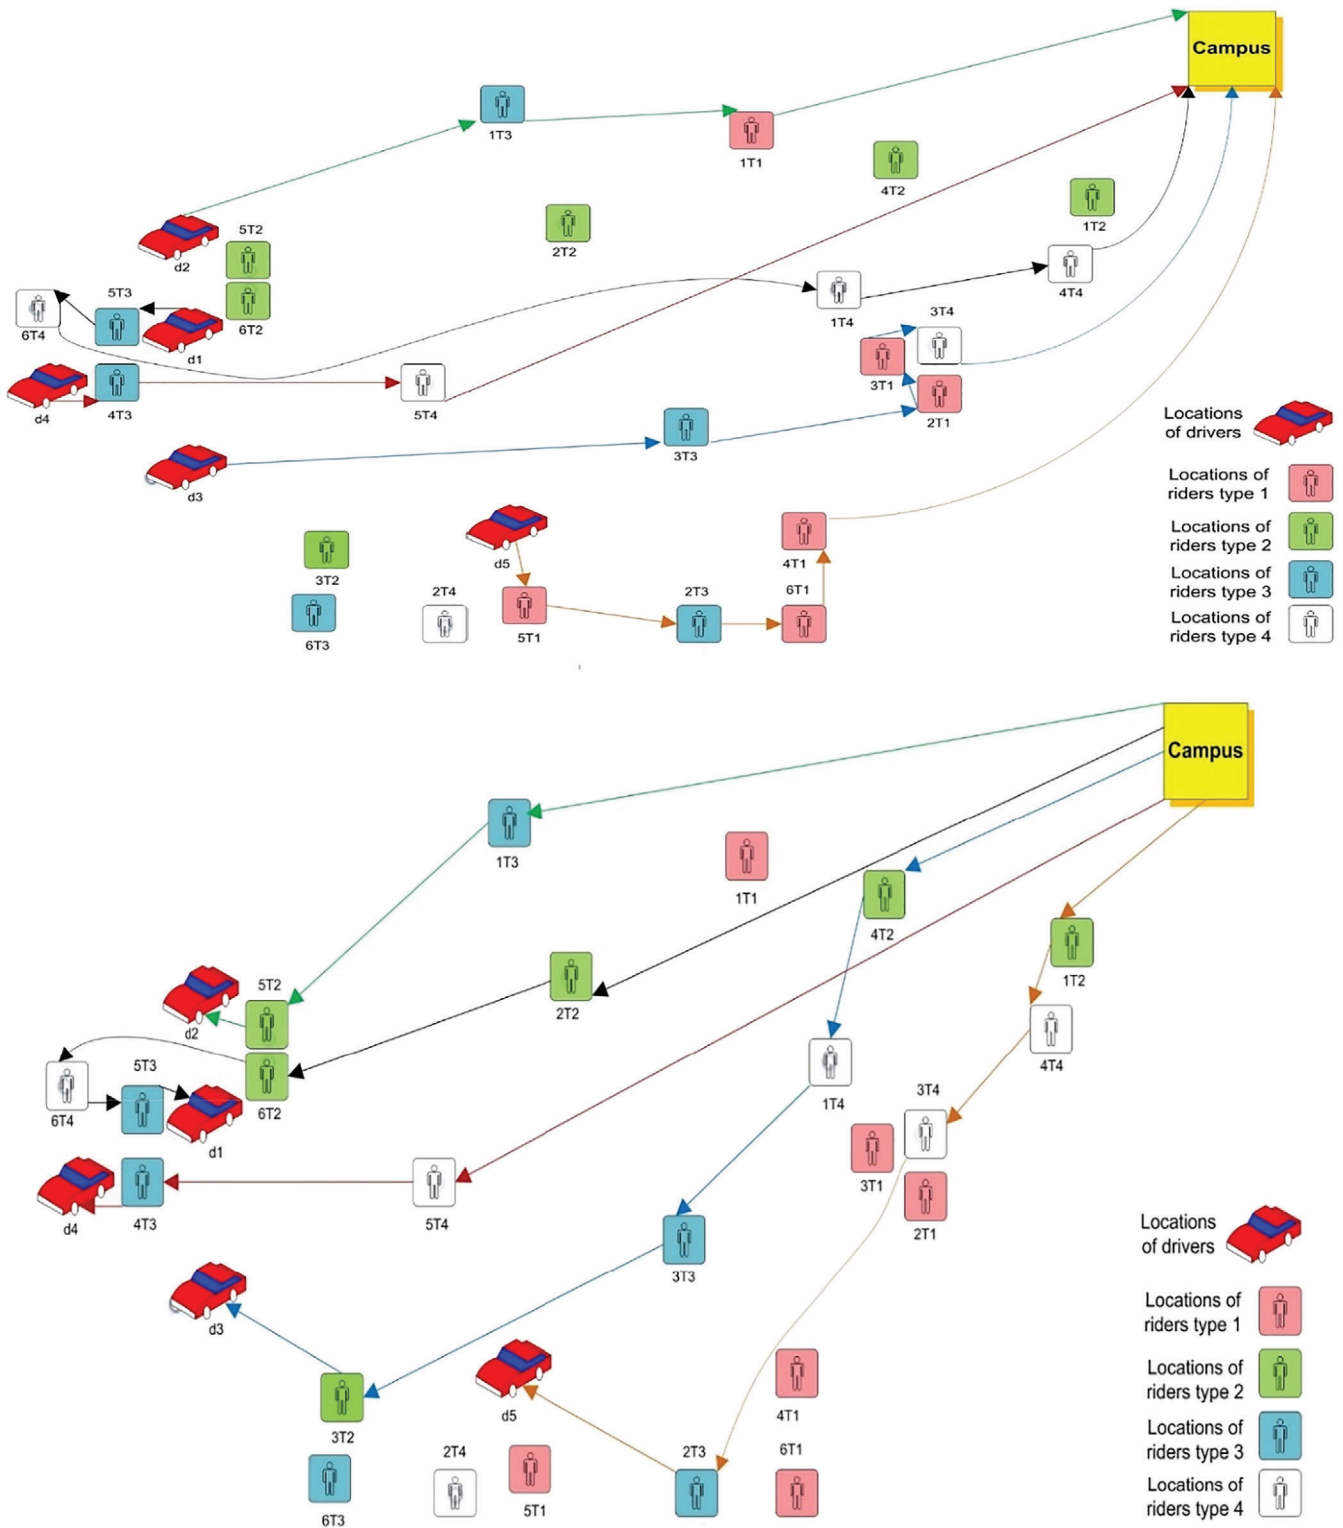 Campus
1T3
1T1
4T2
1T2
5T2
2T2
d2
4T4
5T3
6T4
6T2
1T4
3T4
d1
3T1
d4
4T3
5T4
2T1
Locations
of drivers
3T3
d3
Locations of
riders type 1
Locations of
riders type 2
d5
4T1
3T2
2T4
2T3
6T1
Locations of
riders type 3
5T1
6T3
Locations of
riders type 4
Campus
1T3
1T1
4T2
1T2
5T2
2T2
d2
5T3
4T4
6T4
6T2
1T4
3T4
d1
3T1
d4
4T3
5T4
2T1
Locations
of drivers
3T3
d3
Locations of
riders type 1
d5
4T1
Locations of
riders type 2
3T2
2T4
2T3
6T1
Locations of
riders type 3
5T1
6T3
Locations of
riders type 4